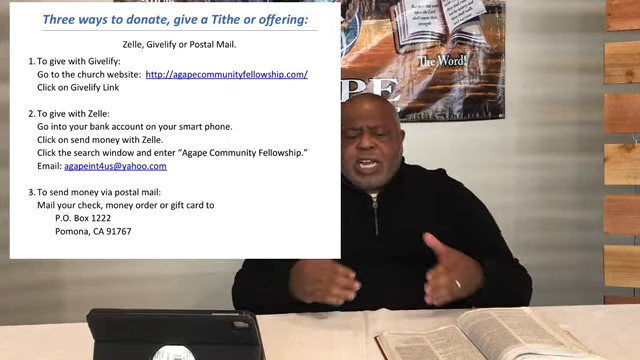 Three ways to donate, give a Tithe or offering:
Zelle, Givelify or Postal Mail.
1. To give with Givelify:
Go to the church website:  http://agapecommunityfellowship.com/
Click on Givelify Link
2. To give with Zelle:
Go into your bank account on your smart phone.
Click on send money with Zelle.
Click the search window and enter “Agape Community Fellowship.”
Email: agapeint4us@yahoo.com
3. To send money via postal mail:
Mail your check, money order or gift card to
P.O. Box 1222
Pomona, CA 91767
The Word!